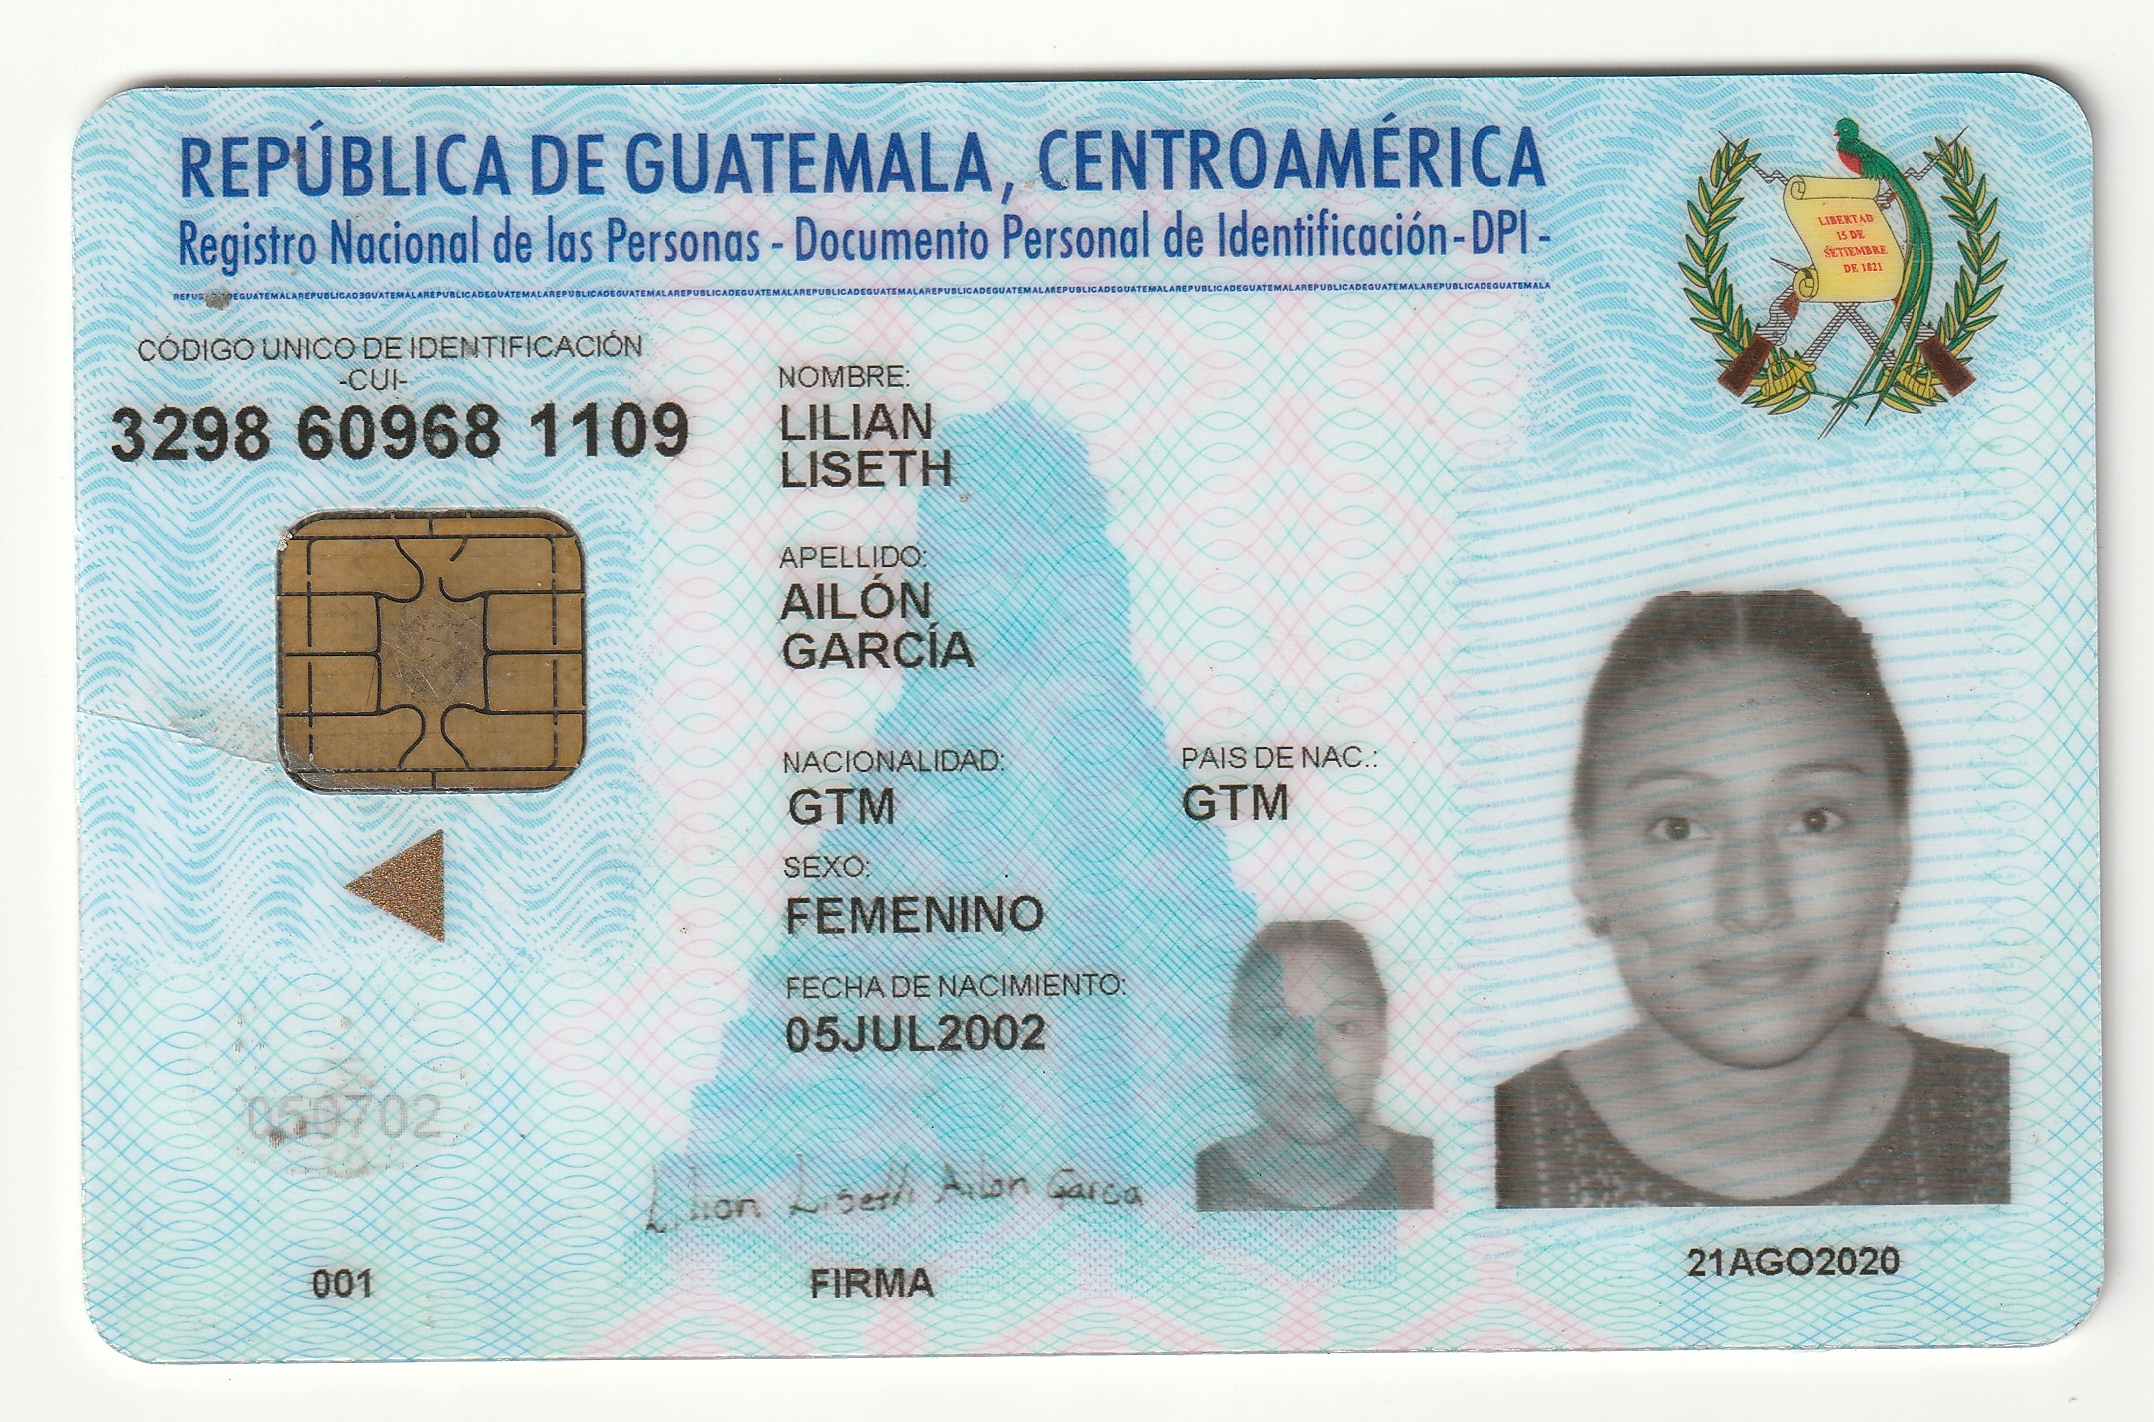 REPÚBLICA DE GUATEMALA, CENTROAMÉRICA
Registro Nacional de las Personas - Documento Personal de Identificación - DPI -
LIBERTAD
15 DE
SETIEMBRE
DE 1821
CÓDIGO UNICO DE IDENTIFICACIÓN
-CUI-
3298 60968 1109
NOMBRE:
LILIAN
LISETH
APELLIDO:
AILÓN
GARCÍA
NACIONALIDAD:
GTM
PAIS DE NAC.:
GTM
SEXO:
FEMENINO
FECHA DE NACIMIENTO:
05JUL2002
050702
Lilian Liseth Ailon Garcia
001
FIRMA
21AGO2020